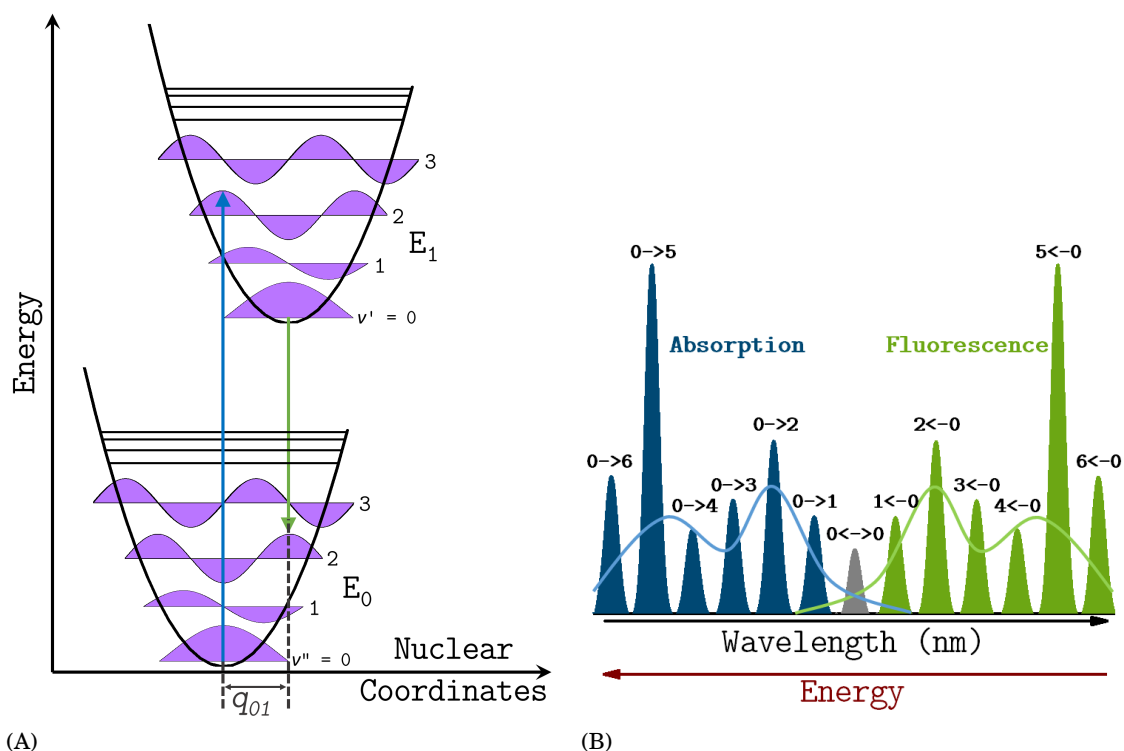 Energy
3
2
E1
1
v' = 0
3
2
E0
1
v" = 0
Nuclear
Coordinates
q01
(A)
0->5
5<-0
Absorption
Fluorescence
0->2
2<-0
0->6
6<-0
0->3
3<-0
0->4
0->1
1<-0
4<-0
0<->0
Wavelength (nm)
Energy
(B)